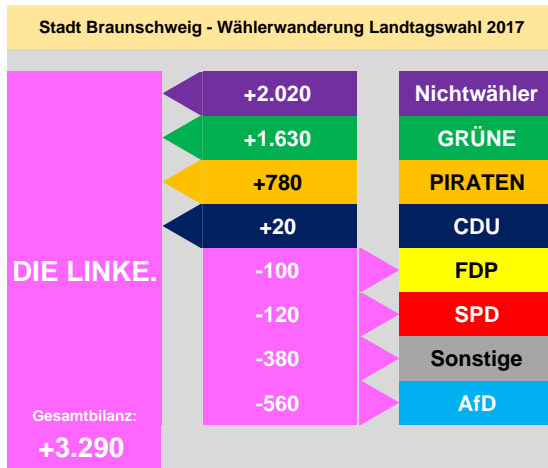 Stadt Braunschweig - Wählerwanderung Landtagswahl 2017
+2.020 Nichtwähler
+1.630 GRÜNE
+780 PIRATEN
+20 CDU
DIE LINKE. -100 FDP
-120 SPD
-380 Sonstige
-560 AfD
Gesamtbilanz:
+3.290